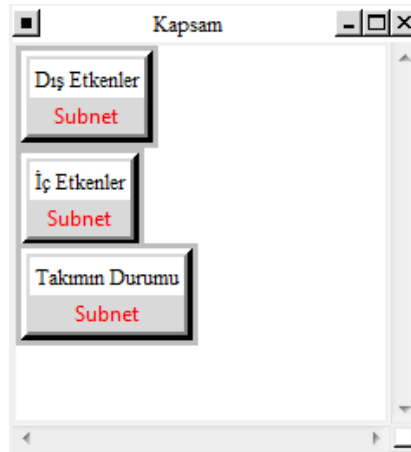 Kapsam
Dış Etkenler
Subnet
İç Etkenler
Subnet
Takımın Durumu
Subnet